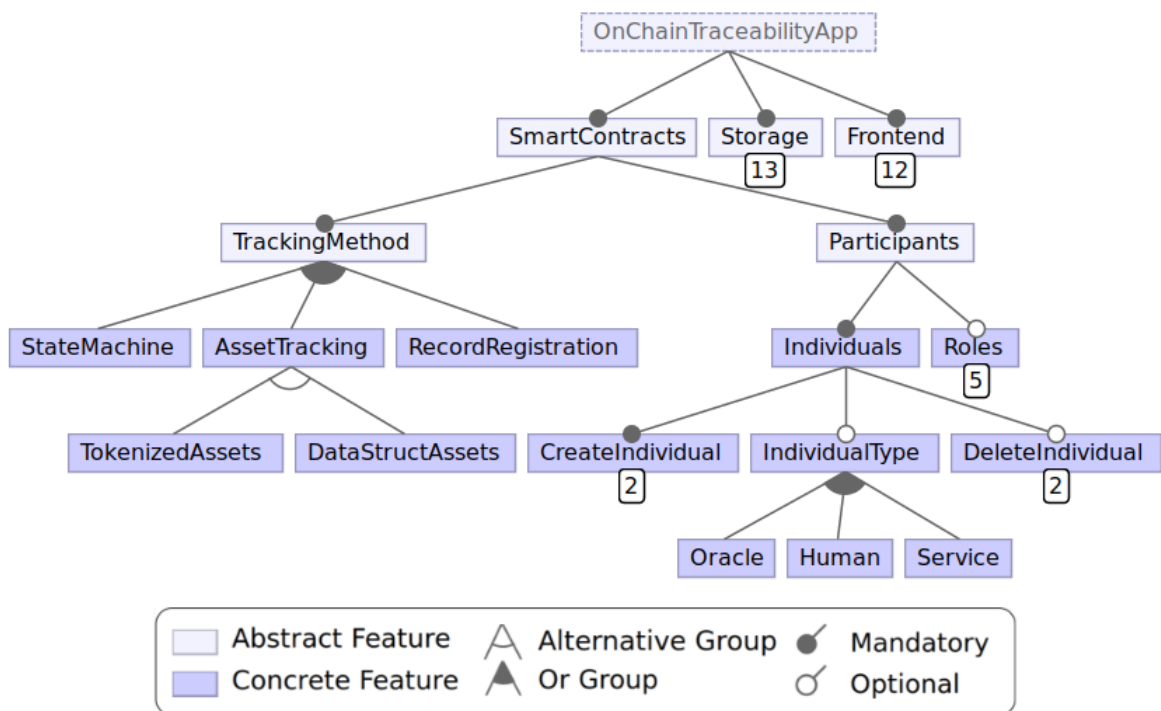 OnChainTraceabilityApp
SmartContracts Storage Frontend
13 12
TrackingMethod Participants
StateMachine AssetTracking RecordRegistration Individuals Roles
5
TokenizedAssets DataStructAssets CreateIndividual IndividualType DeleteIndividual
2 2
Oracle Human Service
Abstract Feature Alternative Group Mandatory
Concrete Feature Or Group Optional